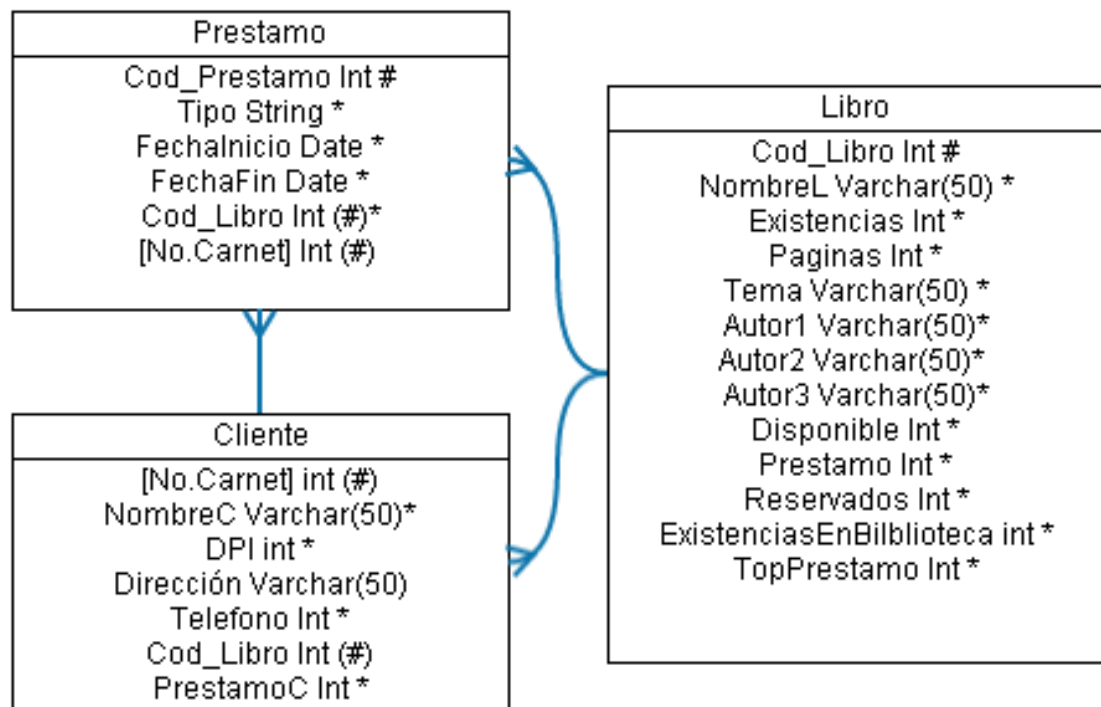 Prestamo
Cod_Prestamo Int #
Tipo String *
FechaInicio Date *
FechaFin Date *
Cod_Libro Int (#)*
[No.Carnet] Int (#)
Cliente
[No.Carnet] int (#)
NombreC Varchar(50)*
DPI int *
Dirección Varchar(50)
Telefono Int *
Cod_Libro Int (#)
PrestamoC Int *
Libro
Cod_Libro Int #
NombreL Varchar(50) *
Existencias Int *
Paginas Int *
Tema Varchar(50) *
Autor1 Varchar(50)*
Autor2 Varchar(50)*
Autor3 Varchar(50)*
Disponible Int *
Prestamo Int *
Reservados Int *
ExistenciasEnBilblioteca int *
TopPrestamo Int *